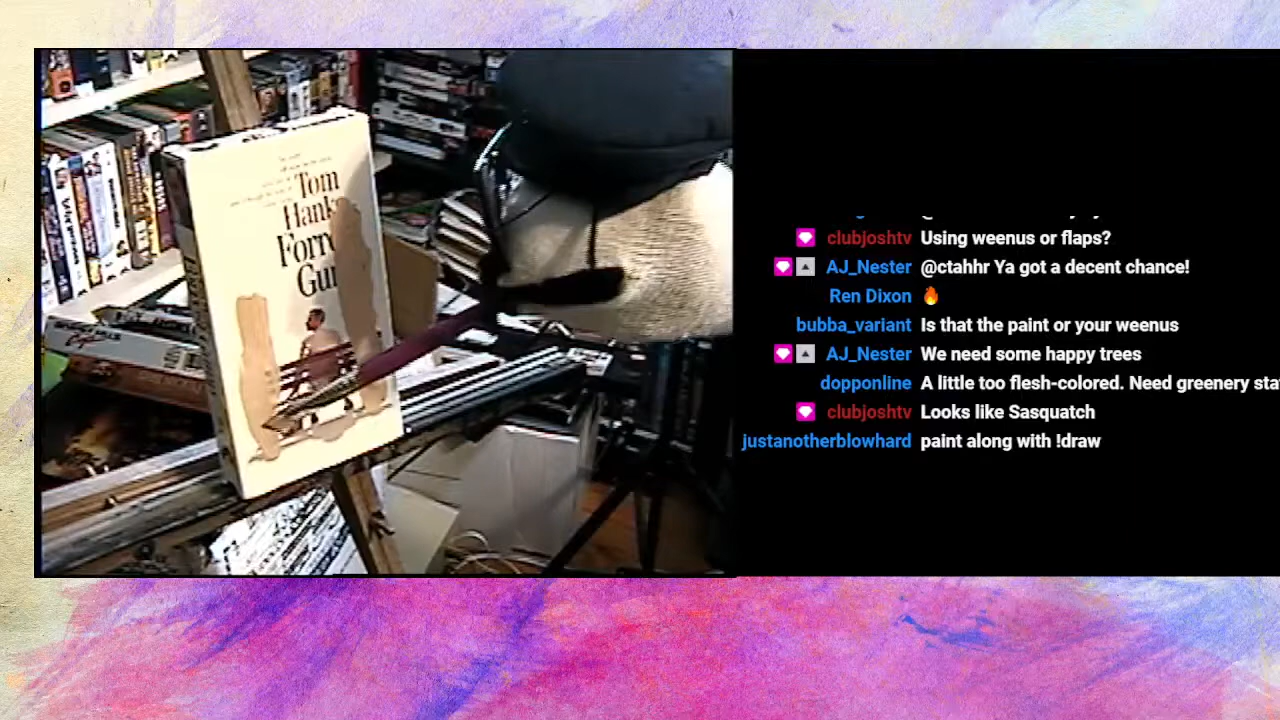 Tom
Hank
Forre
Gum
clubjoshtv Using weenus or flaps?
AJ_Nester @ctahhr Ya got a decent chance!
Ren Dixon 🔥
bubba_variant Is that the paint or your weenus
AJ_Nester We need some happy trees
dopponline A little too flesh-colored. Need greenery sta
clubjoshtv Looks like Sasquatch
justanotherblowhard paint along with !draw